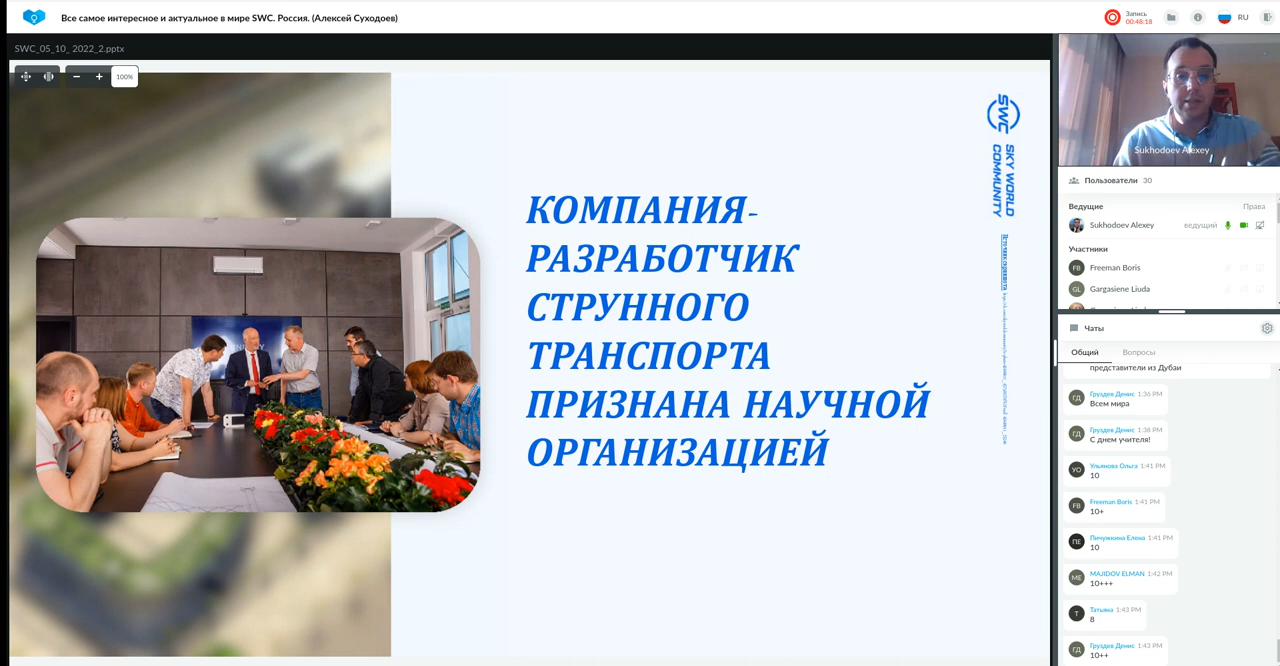 Все самое интересное и актуальное в мире SWC. Россия. (Алексей Суходоев)
Запись
00:48:18
RU
SWC_05_10_ 2022_2.pptx
100%
SWC
SKY WORLD
COMMUNITY
КОМПАНИЯ-
РАЗРАБОТЧИК
СТРУННОГО
ТРАНСПОРТА
ПРИЗНАНА НАУЧНОЙ
ОРГАНИЗАЦИЕЙ
Sukhodoev Alexey
Пользователи 30
Ведущие Права
Sukhodoev Alexey ведущий
Участники
FB Freeman Boris
GL Gargasiene Liuda
Чаты
Общий Вопросы
представители из Дубаи
ГД Груздев Денис 1:36 PM
Всем мира
ГД Груздев Денис 1:38 PM
С днем учителя!
УО Ульянова Ольга 1:41 PM
10
FB Freeman Boris 1:41 PM
10+
ПЕ Пичужкина Елена 1:41 PM
10
ME MAJIDOV ELMAN 1:42 PM
10+++
Т Татьяна 1:43 PM
8
ГД Груздев Денис 1:43 PM
10++